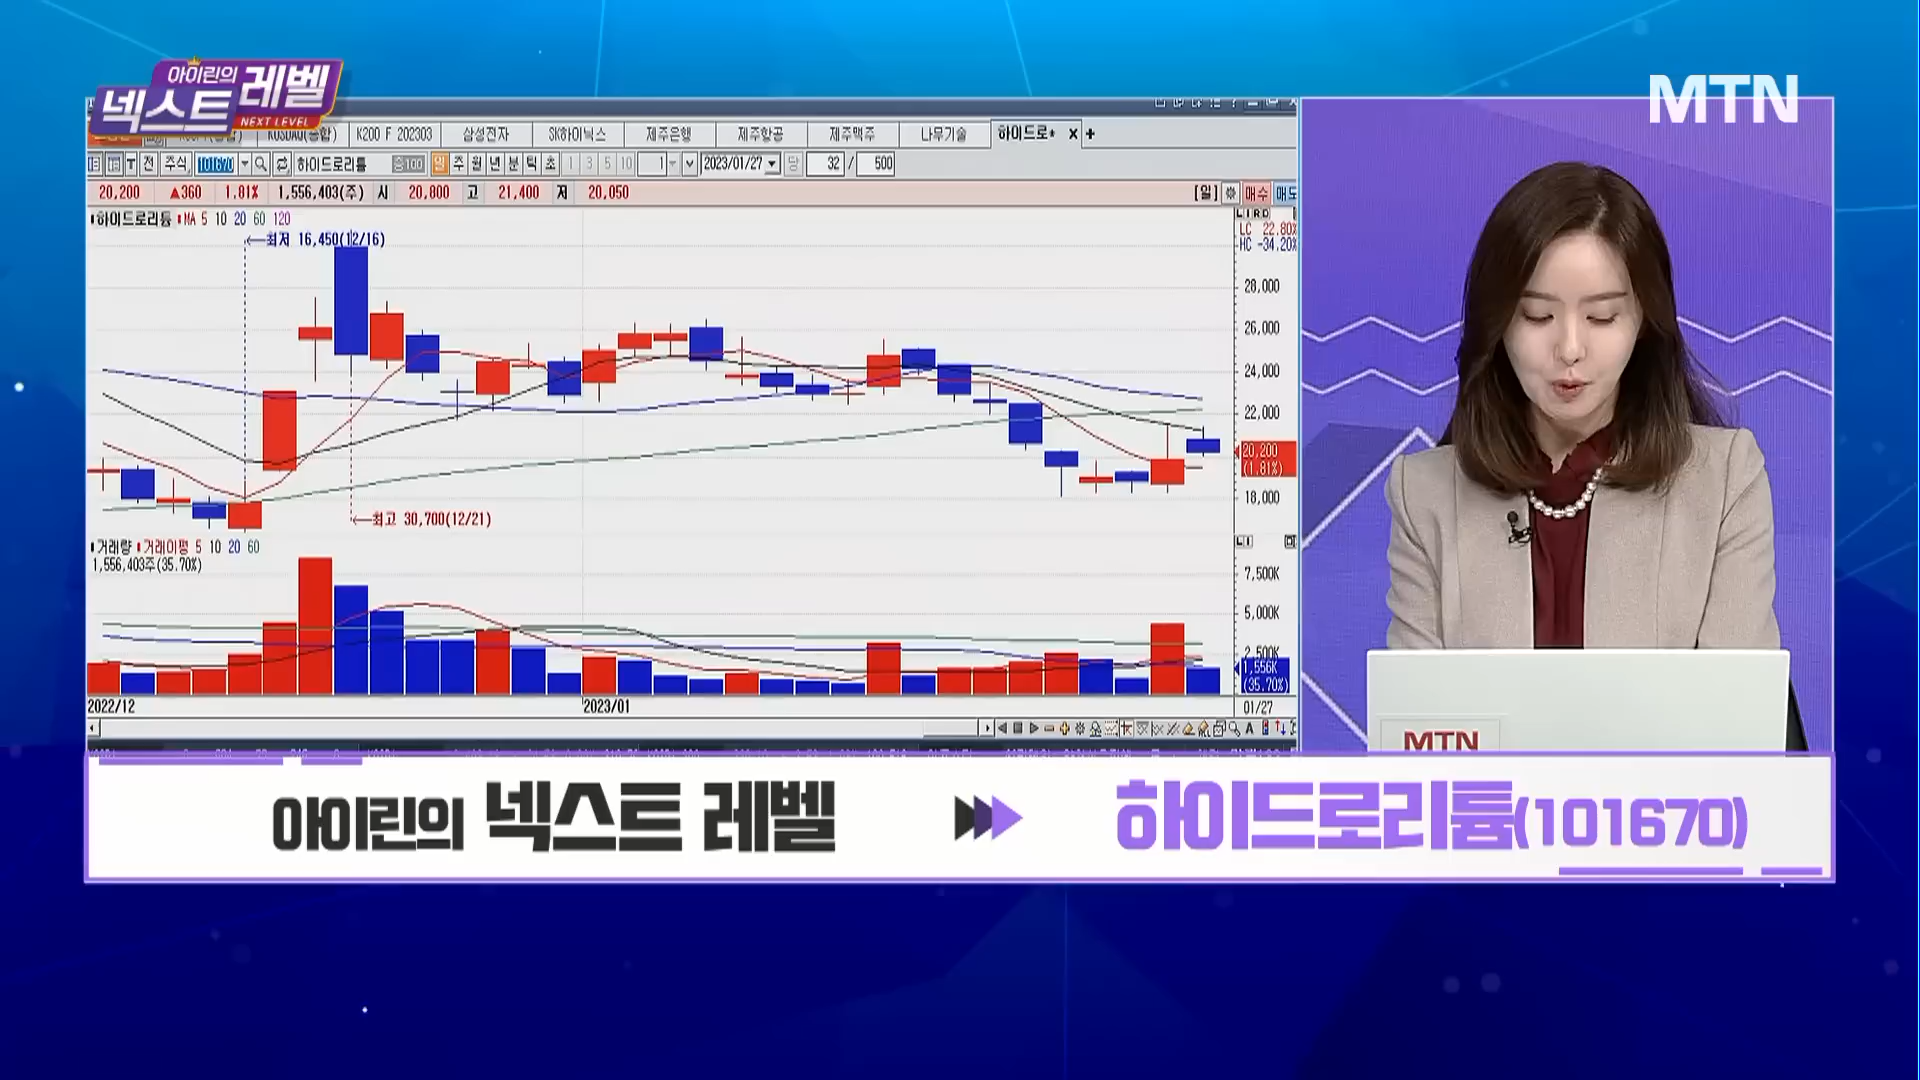 아이린의
넥스트 레벨
NEXT LEVEL
MTN
K200 F 202303 삼성전자 SK하이닉스 제주은행 제주항공 제주맥주 나무기술 하이드로*
T 전 주식 101670 하이드로리튬 증100 일 주 월 년 분 틱 초 1 3 5 10 1 2023/01/27 당 32 / 500
20,200 ▲360 1.81% 1,556,403(주) 시 20,800 고 21,400 저 20,050 [일] 매수 매도
하이드로리튬 MA 5 10 20 60 120
←최저 16,450(12/16)
LC 22.80%
HC -34.20%
28,000
26,000
24,000
22,000
20,200
(1.81%)
18,000
←최고 30,700(12/21)
거래량 거래이평 5 10 20 60
1,556,403주(35.70%)
7,500K
5,000K
2,500K
1,556K
(35.70%)
2022/12 2023/01 01/27
MTN
아이린의 넥스트 레벨 하이드로리튬(101670)